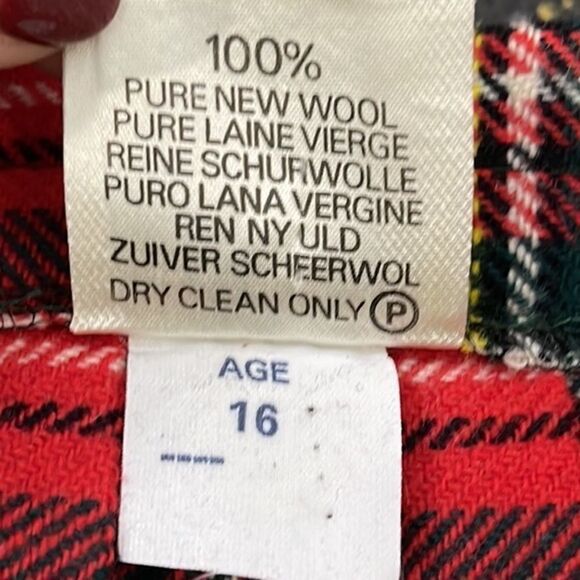 100%
PURE NEW WOOL
PURE LAINE VIERGE
REINE SCHURWOLLE
PURO LANA VERGINE
REN NY ULD
ZUIVER SCHEERWOL
DRY CLEAN ONLY Ⓟ
AGE
16